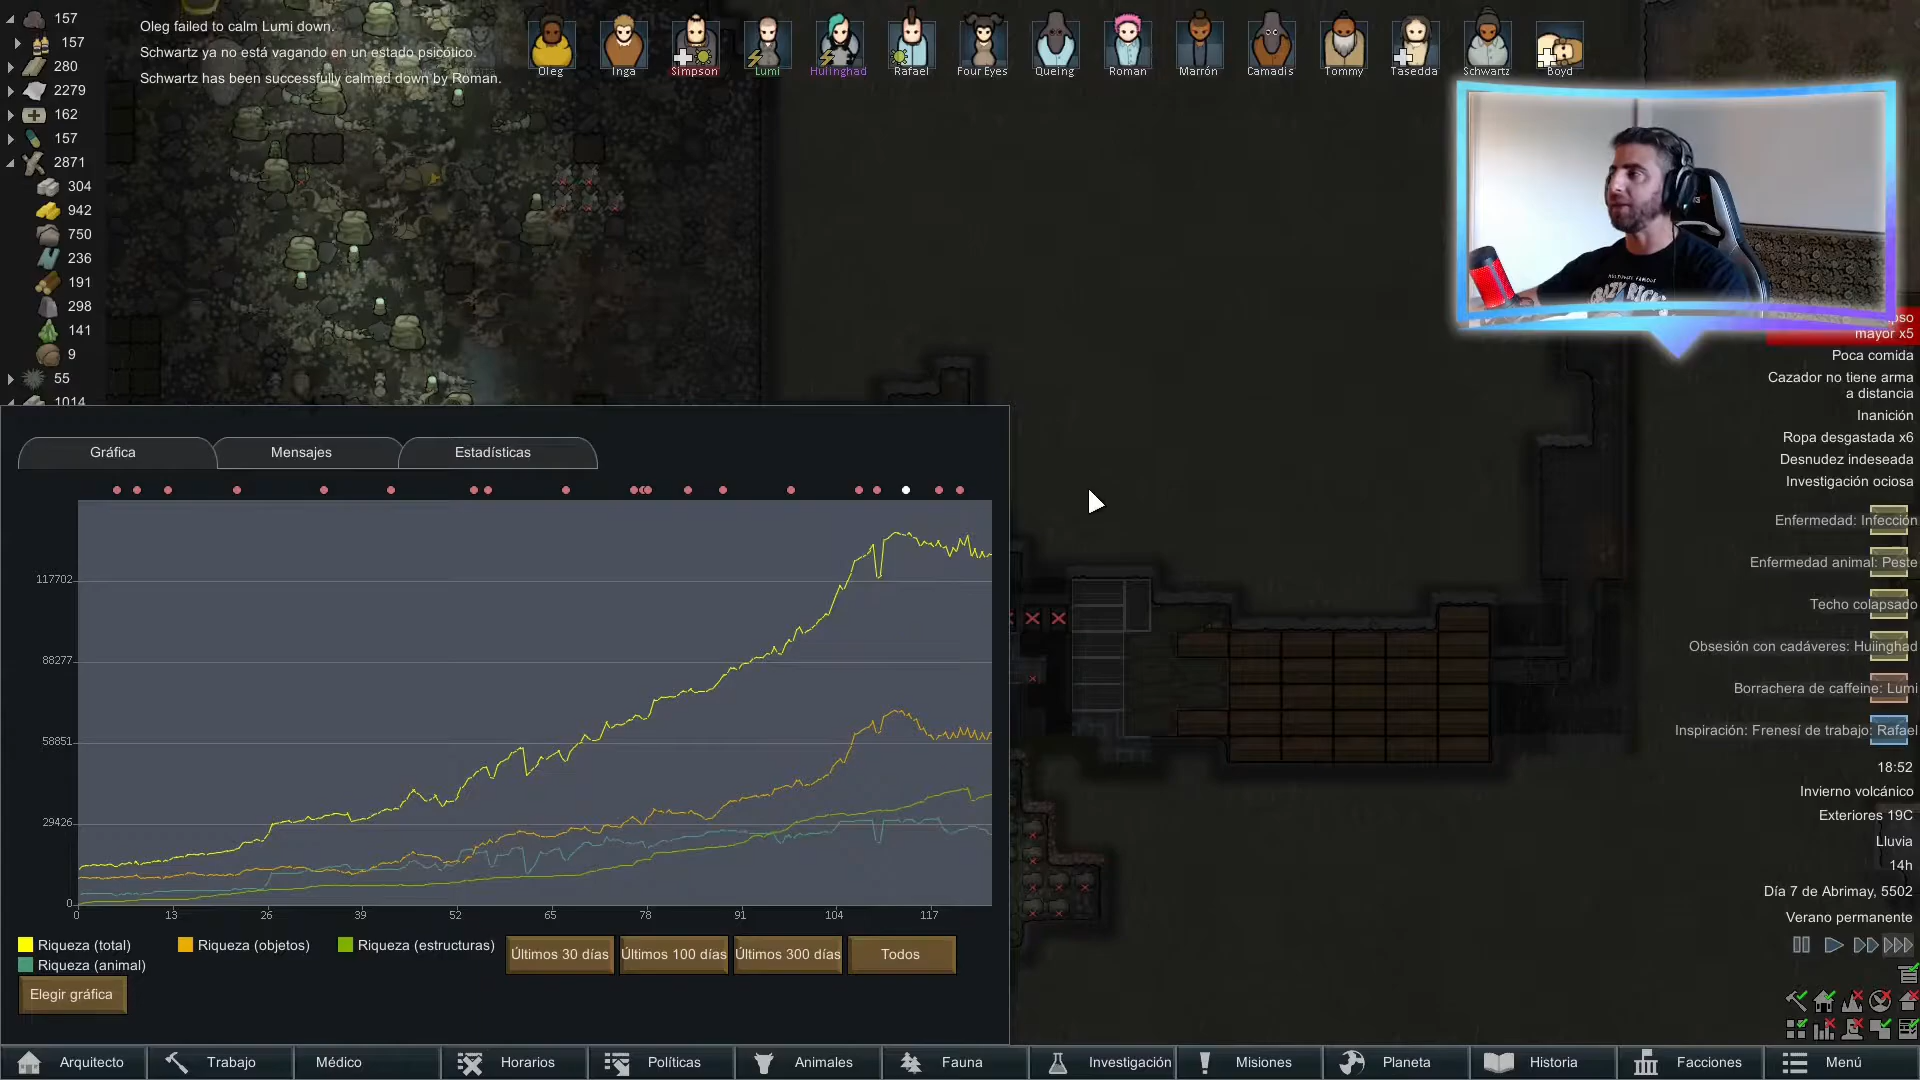 157
157
280
2279
162
157
2871
304
942
750
236
191
298
141
9
55
1014
Oleg failed to calm Lumi down.
Schwartz ya no está vagando en un estado psicótico.
Schwartz has been successfully calmed down by Roman.
Oleg
Inga
Simpson
Lumi
Huiinghad
Rafael
Four Eyes
Queing
Roman
Marrón
Camadis
Tommy
Tasedda
Schwartz
Boyd
CRAZY RICK
mayor x5
Poca comida
Cazador no tiene arma
a distancia
Inanición
Ropa desgastada x6
Desnudez indeseada
Investigación ociosa
Enfermedad: Infección
Enfermedad animal: Peste
Techo colapsado
Obsesión con cadáveres: Huiinghad
Borrachera de caffeine: Lumi
Inspiración: Frenesí de trabajo: Rafael
18:52
Invierno volcánico
Exteriores 19C
Lluvia
14h
Día 7 de Abrimay, 5502
Verano permanente
Gráfica
Mensajes
Estadísticas
117702
88277
58851
29426
0
0
13
26
39
52
65
78
91
104
117
Riqueza (total)
Riqueza (objetos)
Riqueza (estructuras)
Riqueza (animal)
Últimos 30 días
Últimos 100 días
Últimos 300 días
Todos
Elegir gráfica
Arquitecto
Trabajo
Médico
Horarios
Políticas
Animales
Fauna
Investigación
Misiones
Planeta
Historia
Facciones
Menú